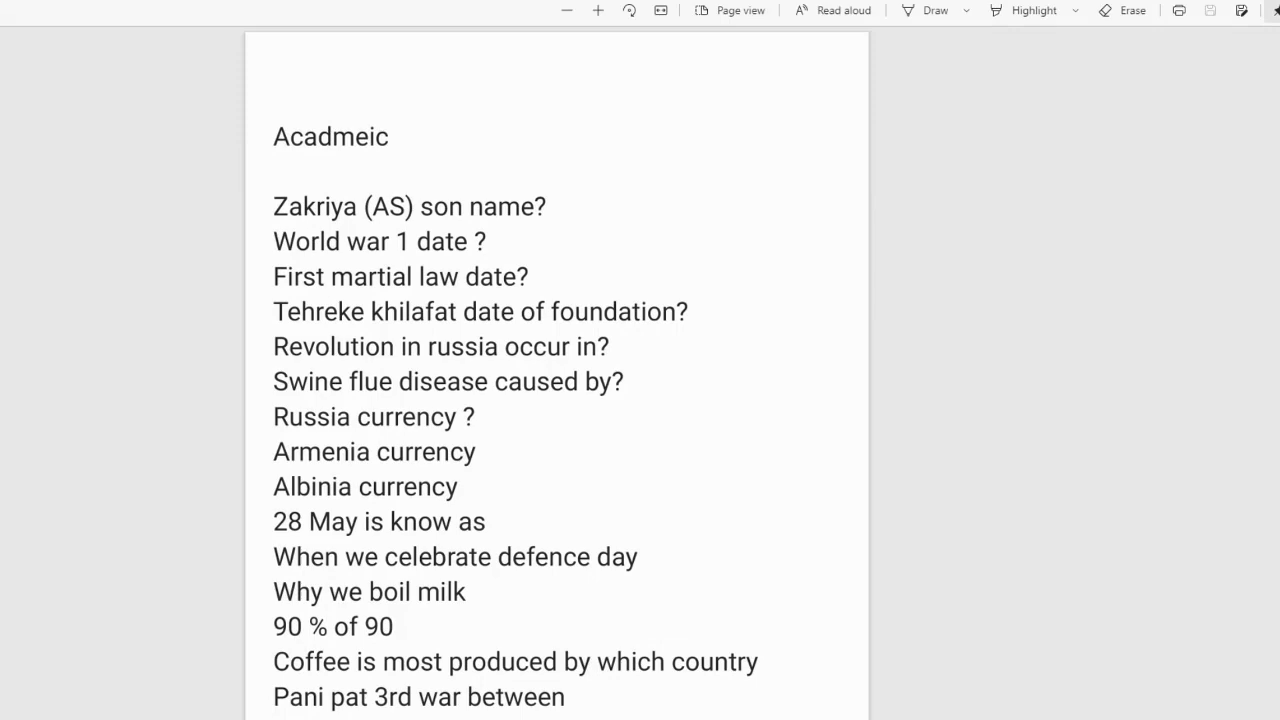 Page view
Read aloud
Draw
Highlight
Erase
Acadmeic
Zakriya (AS) son name?
World war 1 date ?
First martial law date?
Tehreke khilafat date of foundation?
Revolution in russia occur in?
Swine flue disease caused by?
Russia currency ?
Armenia currency
Albinia currency
28 May is know as
When we celebrate defence day
Why we boil milk
90 % of 90
Coffee is most produced by which country
Pani pat 3rd war between